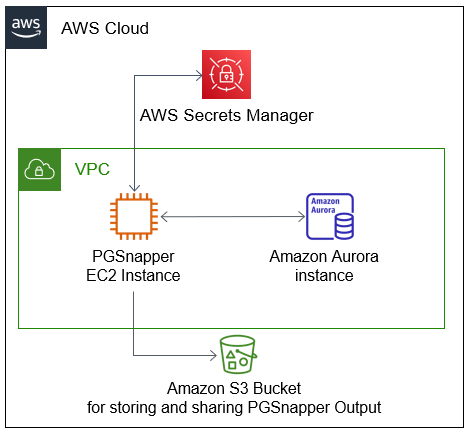 aws
AWS Cloud
AWS Secrets Manager
VPC
Amazon
Aurora
PGSnapper
EC2 Instance
Amazon Aurora
instance
Amazon S3 Bucket
for storing and sharing PGSnapper Output